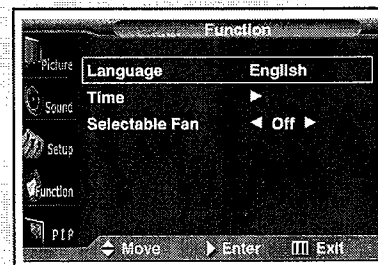 Function
Picture
Sound
Setup
Function
PIP
Language English
Time ►
Selectable Fan ◄ Off ►
Move Enter Exit